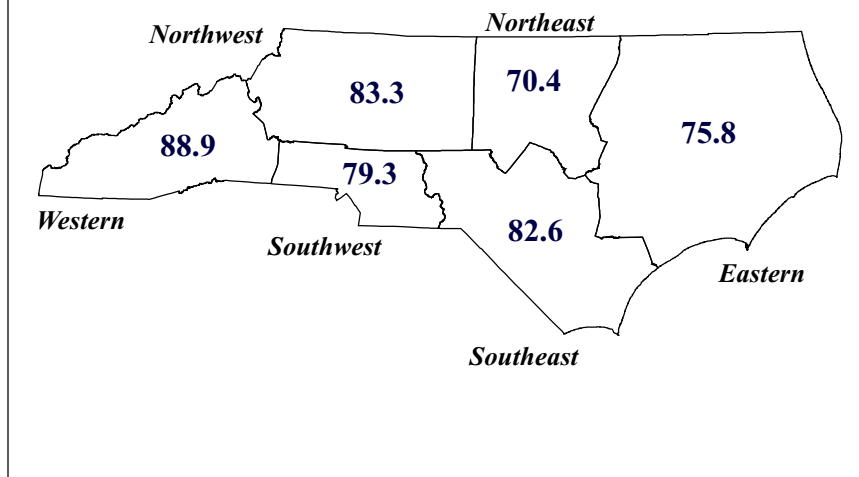 Northeast
Northwest
83.3
70.4
75.8
88.9
79.3
Western
82.6
Southwest
Eastern
Southeast